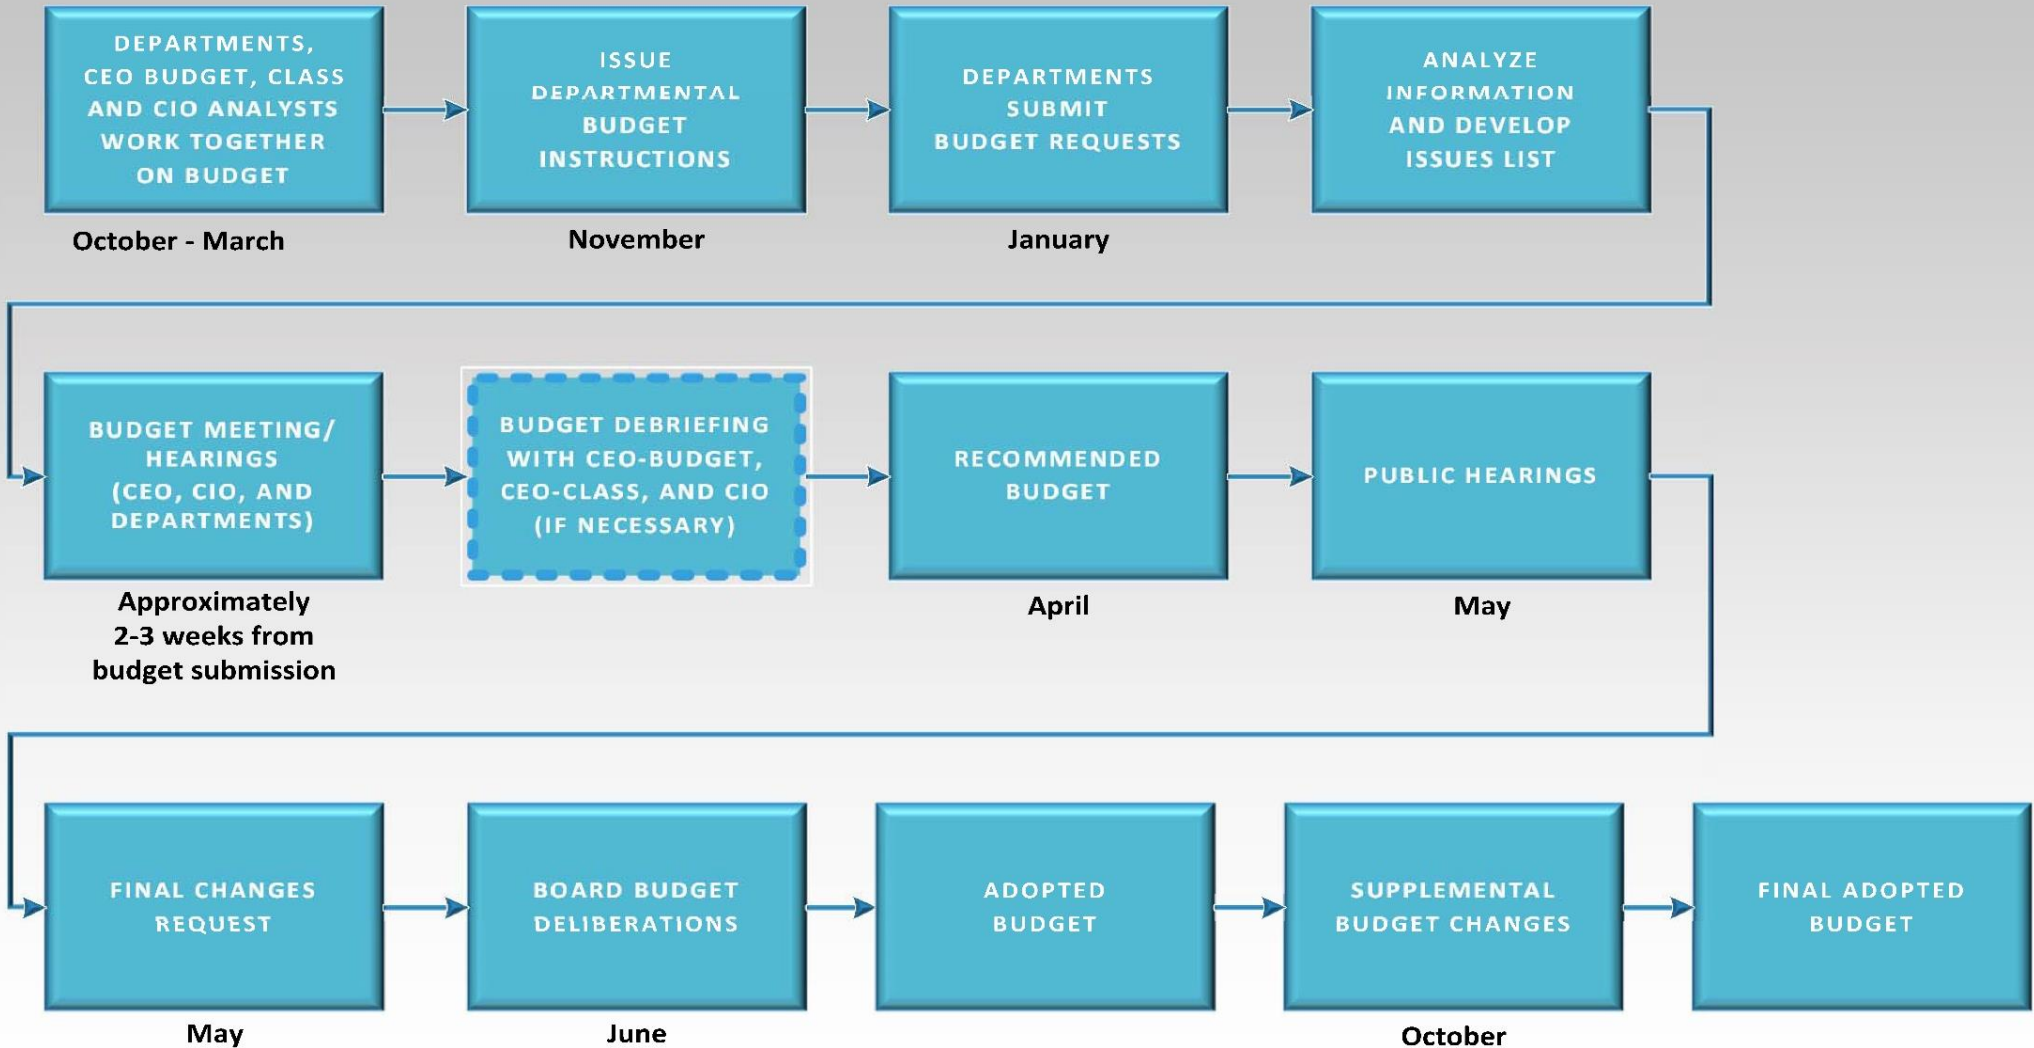 DEPARTMENTS,
CEO BUDGET, CLASS
AND CIO ANALYSTS
WORK TOGETHER
ON BUDGET
October - March
ISSUE
DEPARTMENTAL
BUDGET
INSTRUCTIONS
November
DEPARTMENTS
SUBMIT
BUDGET REQUESTS
January
ANALYZE
INFORMATION
AND DEVELOP
ISSUES LIST
BUDGET MEETING/
HEARINGS
(CEO, CIO, AND
DEPARTMENTS)
Approximately
2-3 weeks from
budget submission
BUDGET DEBRIEFING
WITH CEO-BUDGET,
CEO-CLASS, AND CIO
(IF NECESSARY)
RECOMMENDED
BUDGET
April
PUBLIC HEARINGS
May
FINAL CHANGES
REQUEST
May
BOARD BUDGET
DELIBERATIONS
June
ADOPTED
BUDGET
SUPPLEMENTAL
BUDGET CHANGES
October
FINAL ADOPTED
BUDGET